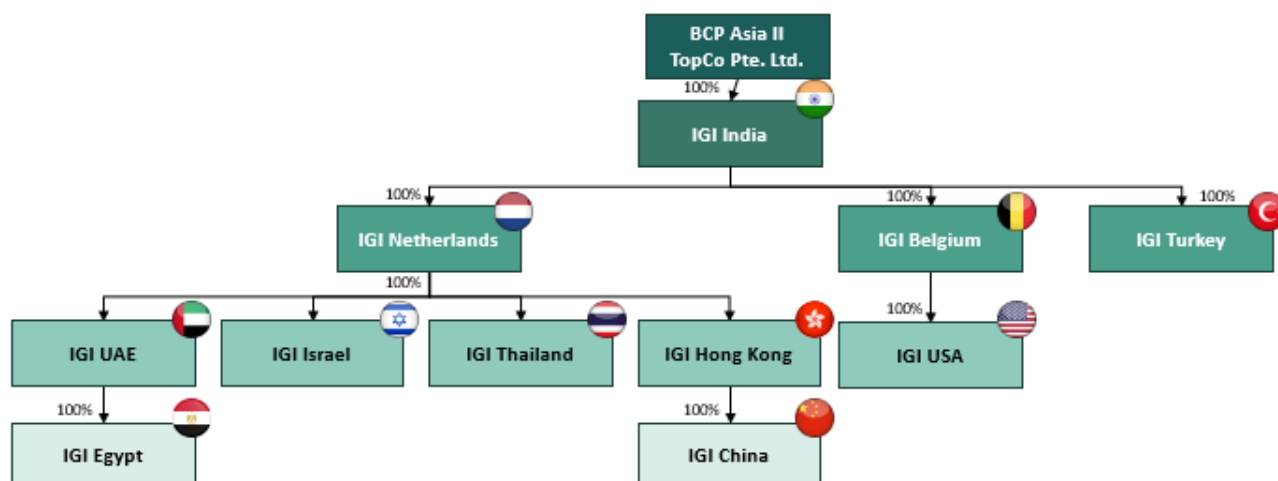 BCP Asia II
TopCo Pte. Ltd.
100%
IGI India
100%
100%
100%
IGI Netherlands
IGI Belgium
IGI Turkey
100%
100%
IGI UAE
IGI Israel
IGI Thailand
IGI Hong Kong
IGI USA
100%
100%
IGI Egypt
IGI China